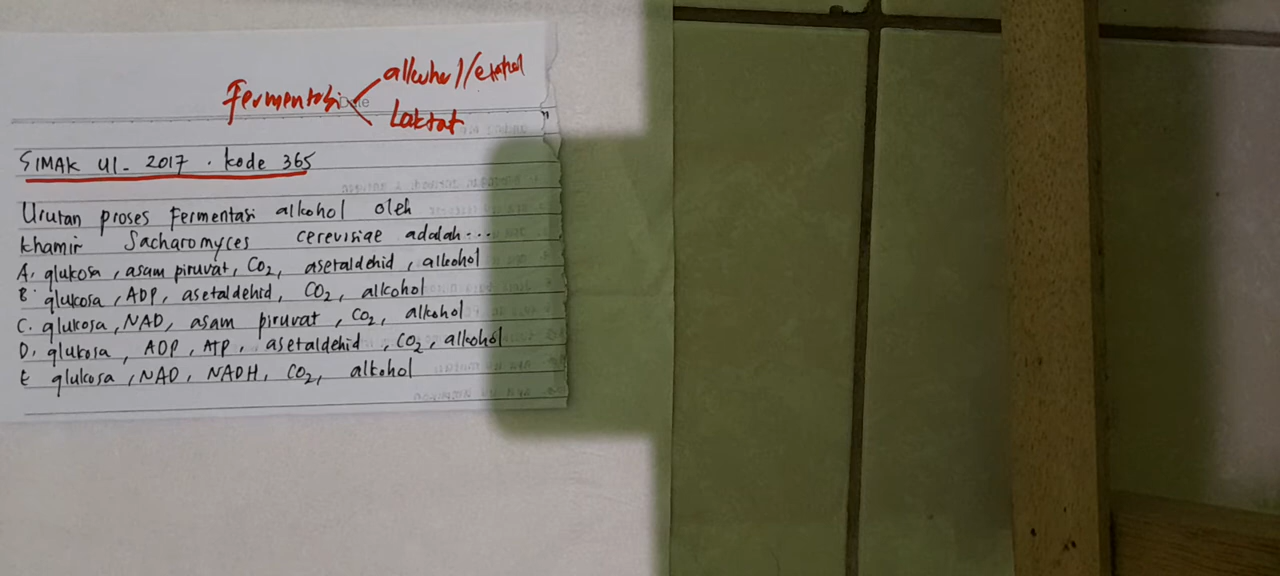 Fermentasi
alkohol/etanol
Laktat
SIMAK UI - 2017 . kode 365
Urutan proses Fermentasi alkohol oleh
khamir Sacharomyces cerevisiae adalah...
A. glukosa, asam piruvat, CO2, asetaldehid, alkohol
B. glukosa, ADP, asetaldehid, CO2, alkohol
C. glukosa, NAD, asam piruvat, CO2, alkohol
D. glukosa, ADP, ATP, asetaldehid, CO2, alkohol
E glukosa, NAD, NADH, CO2, alkohol